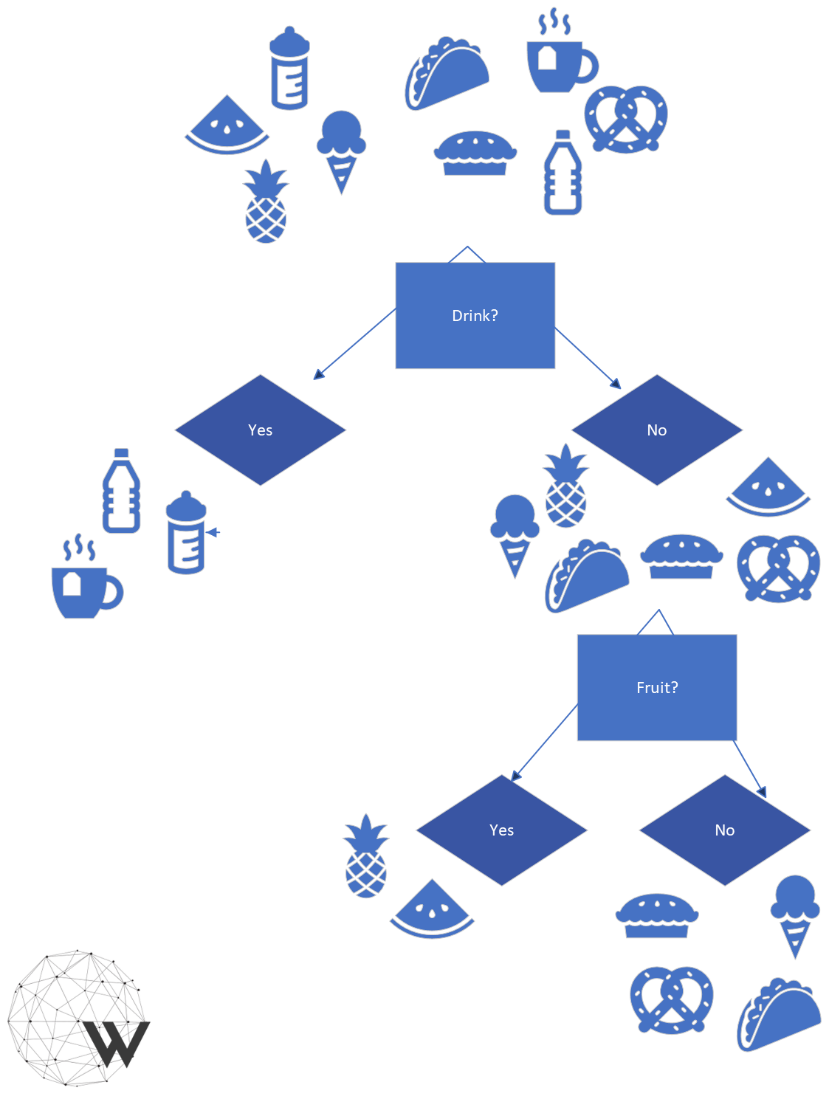 Drink?
Yes
No
Fruit?
Yes
No
W